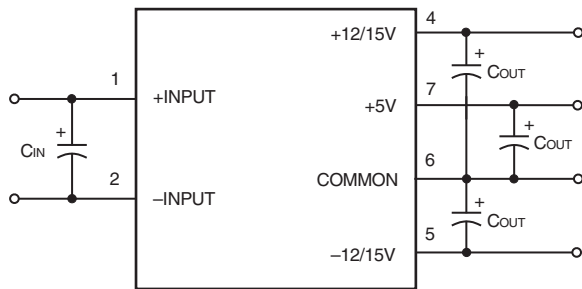 +12/15V
4
+
COUT
1
+INPUT
7
+5V
+
CIN
+
COUT
6
COMMON
2
–INPUT
+
COUT
5
–12/15V